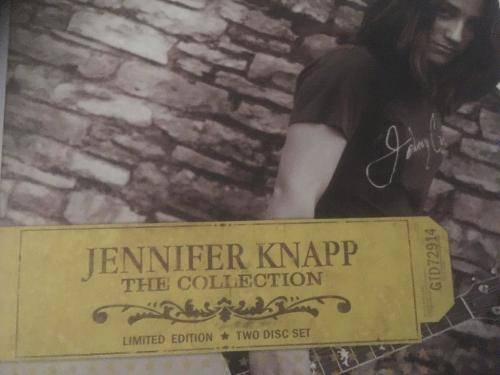 JENNIFER KNAPP
THE COLLECTION
LIMITED EDITION ★ TWO DISC SET
GTD72914